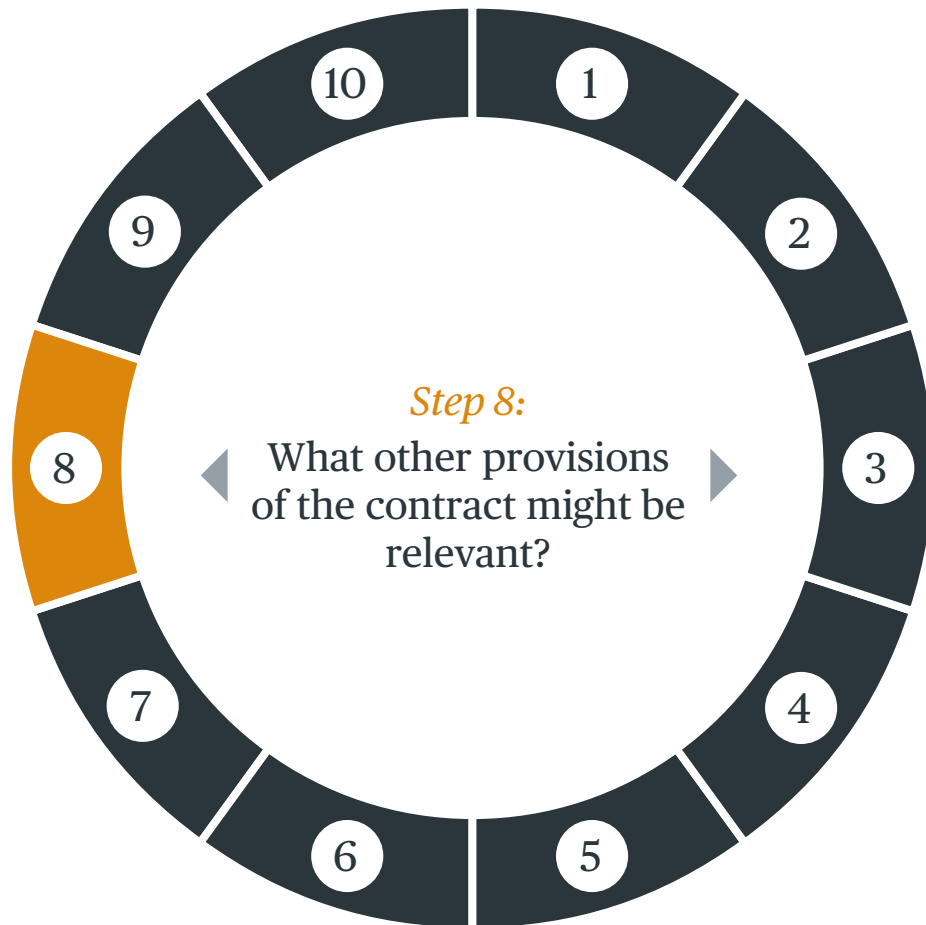 10
1
9
2
Step 8:
What other provisions
of the contract might be
relevant?
8
3
7
4
6
5